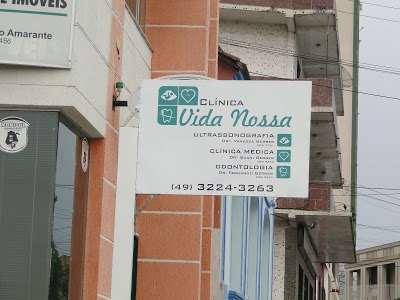 E IMÓVEIS
o Amarante
CLÍNICA
Vida Nossa
ULTRASSONOGRAFIA
CLÍNICA MÉDICA
ODONTOLOGIA
(49) 3224-3263